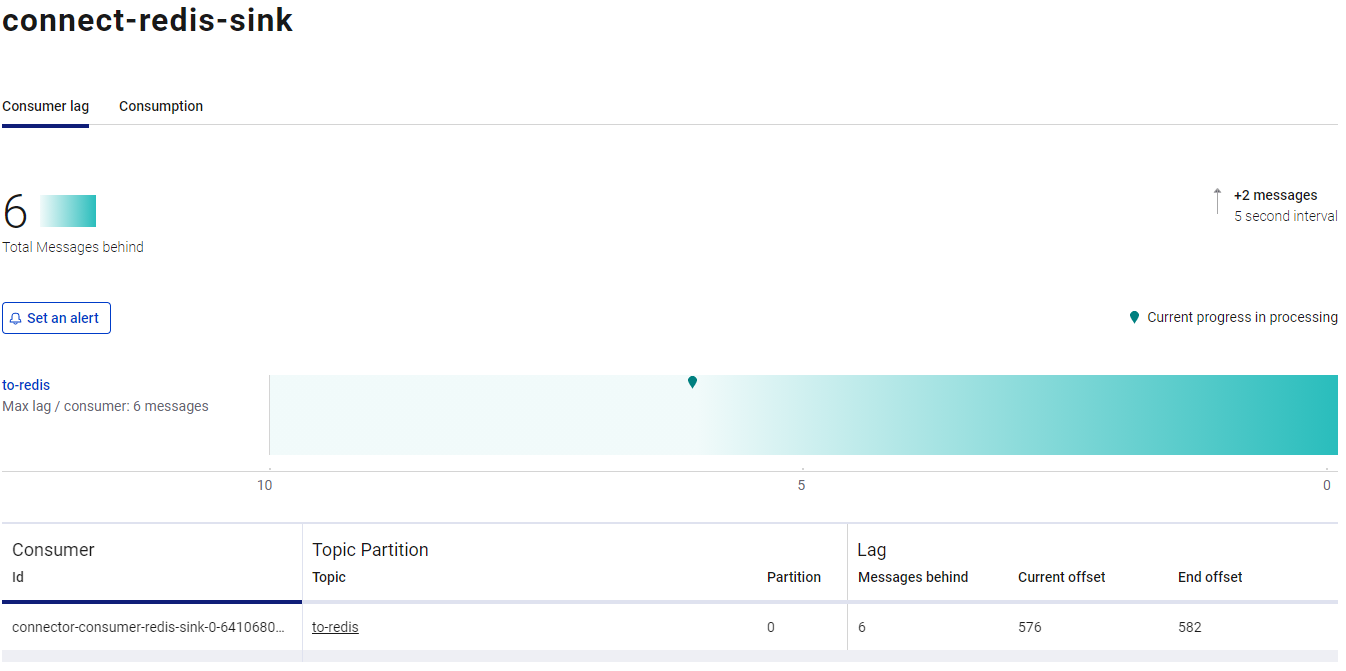 connect-redis-sink
Consumer lag Consumption
6
Total Messages behind
+2 messages
5 second interval
Set an alert
Current progress in processing
to-redis
Max lag / consumer: 6 messages
10 5 0
Consumer Topic Partition Lag
Id Topic Partition Messages behind Current offset End offset
connector-consumer-redis-sink-0-6410680... to-redis 0 6 576 582